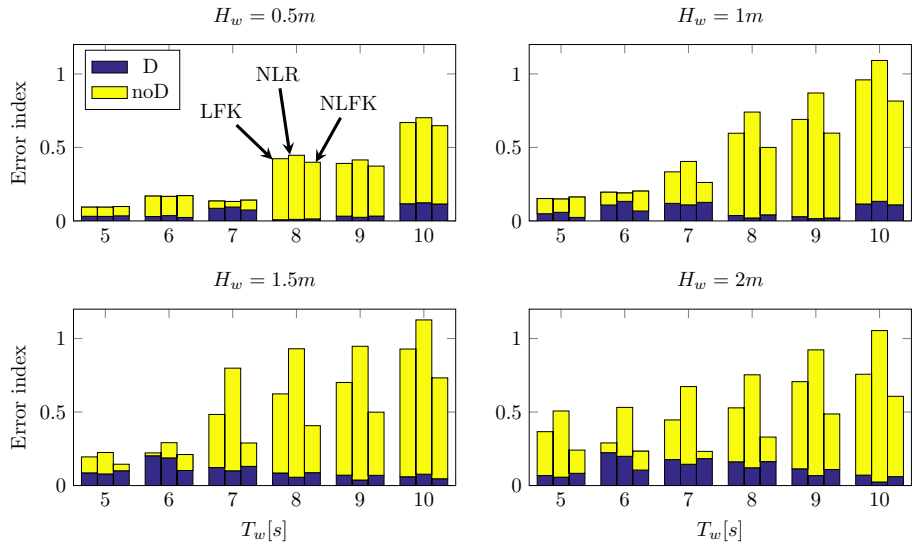 H_w = 0.5m
H_w = 1m
1
0.5
0
Error index
D
noD
LFK
NLR
NLFK
5 6 7 8 9 10
1
0.5
0
5 6 7 8 9 10
H_w = 1.5m
H_w = 2m
1
0.5
0
Error index
5 6 7 8 9 10
T_w[s]
1
0.5
0
5 6 7 8 9 10
T_w[s]